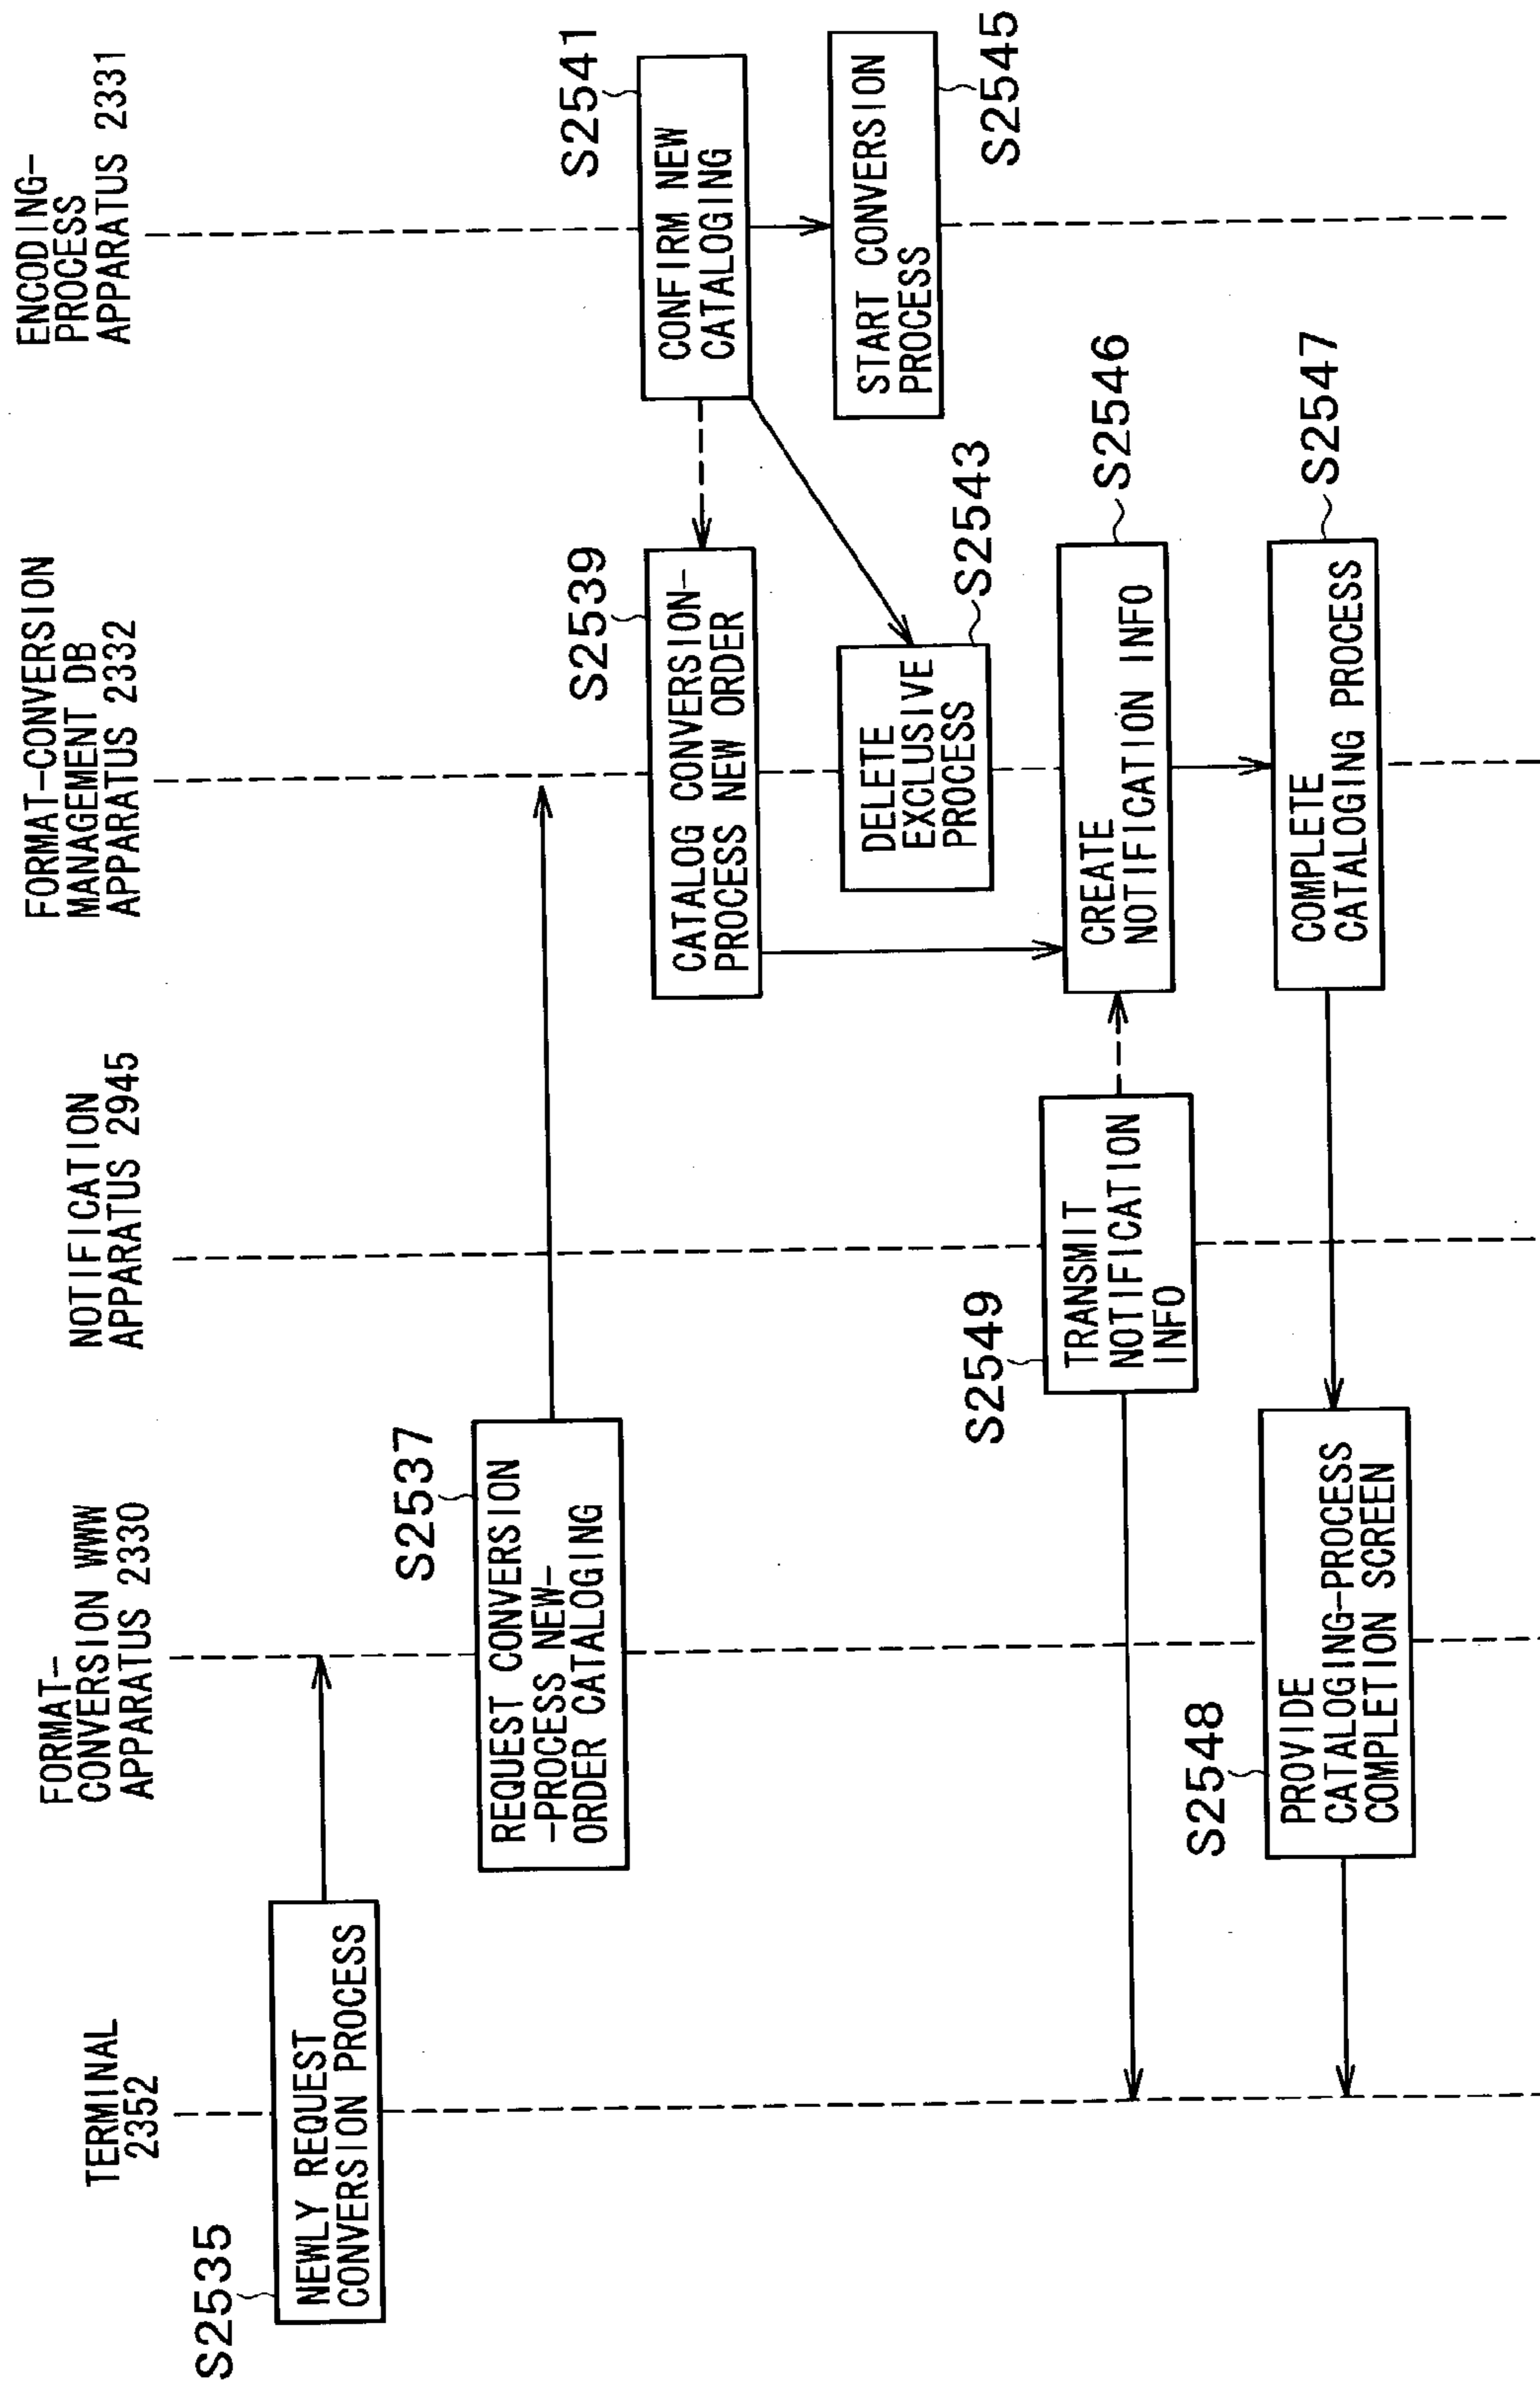 TERMINAL
2352
FORMAT-
CONVERSION WWW
APPARATUS 2330
NOTIFICATION
APPARATUS 2945
FORMAT-CONVERSION
MANAGEMENT DB
APPARATUS 2332
ENCODING-
PROCESS
APPARATUS 2331
S2535
NEWLY REQUEST
CONVERSION PROCESS
S2537
REQUEST CONVERSION
-PROCESS NEW-
ORDER CATALOGING
S2539
CATALOG CONVERSION-
PROCESS NEW ORDER
S2541
CONFIRM NEW
CATALOGING
DELETE
EXCLUSIVE
PROCESS
S2543
START CONVERSION
PROCESS
S2545
S2549
TRANSMIT
NOTIFICATION
INFO
CREATE
NOTIFICATION INFO
S2546
S2548
PROVIDE
CATALOGING-PROCESS
COMPLETION SCREEN
COMPLETE
CATALOGING PROCESS
S2547